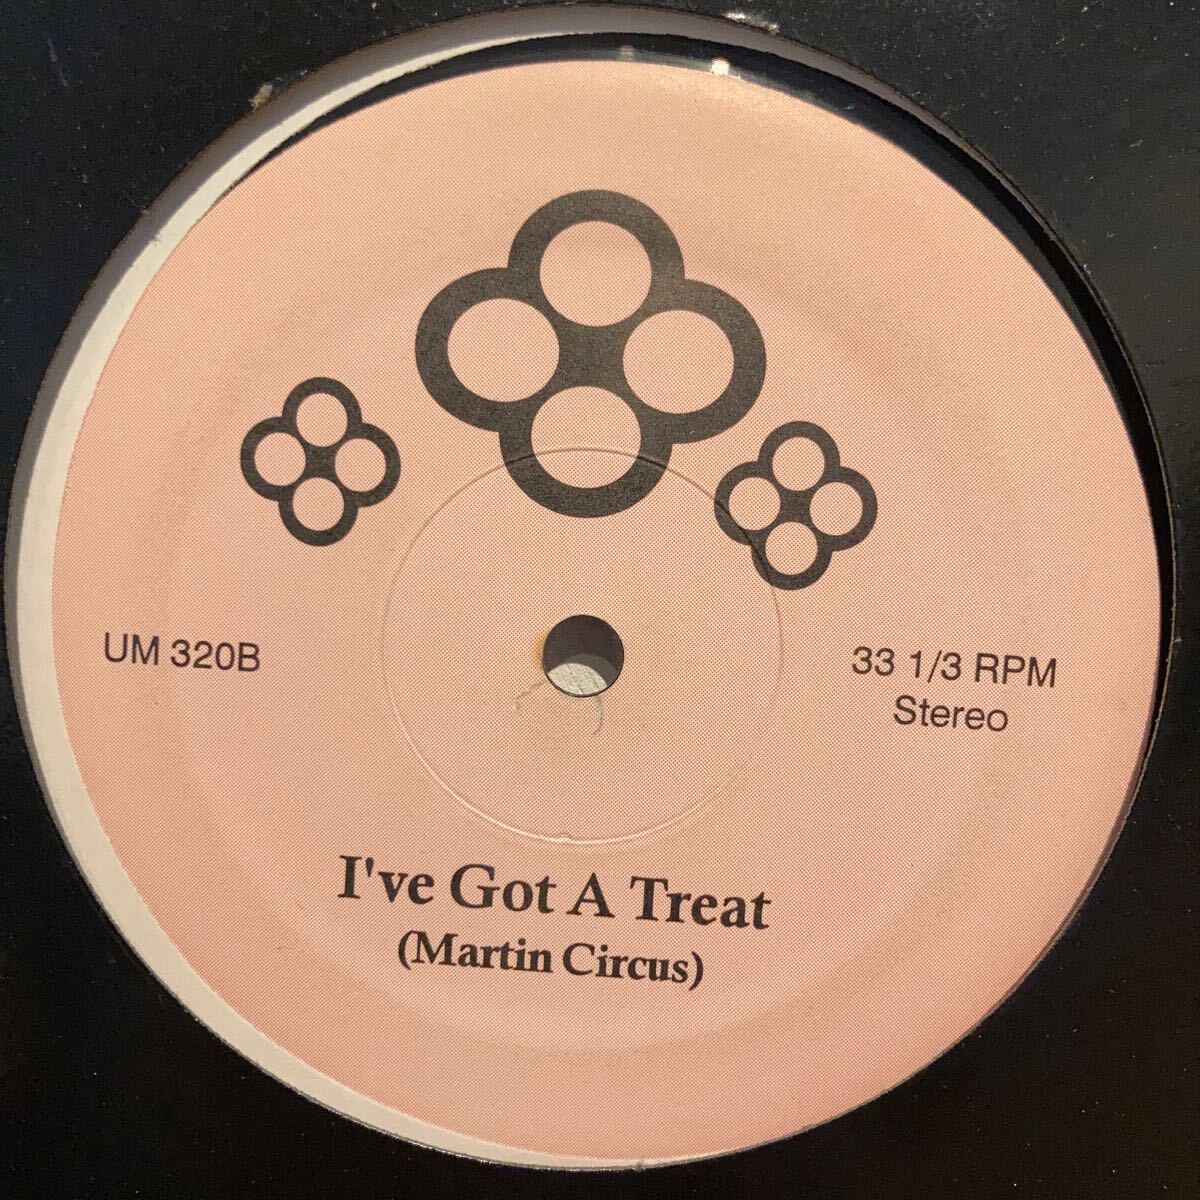 UM 320B
33 1/3 RPM
Stereo
I've Got A Treat
(Martin Circus)